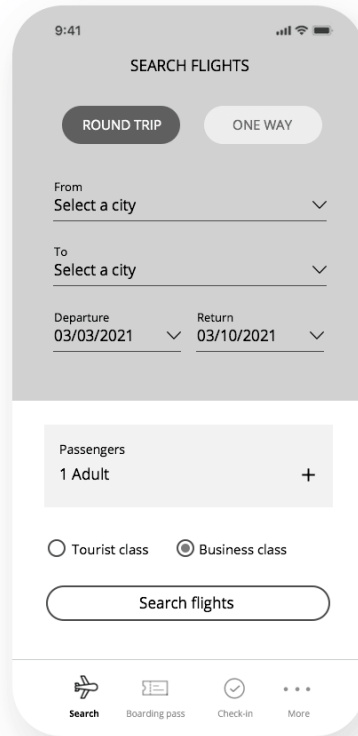 9:41
SEARCH FLIGHTS
ROUND TRIP ONE WAY
From
Select a city
To
Select a city
Departure Return
03/03/2021 03/10/2021
Passengers
1 Adult +
Tourist class Business class
Search flights
Search Boarding pass Check-in More